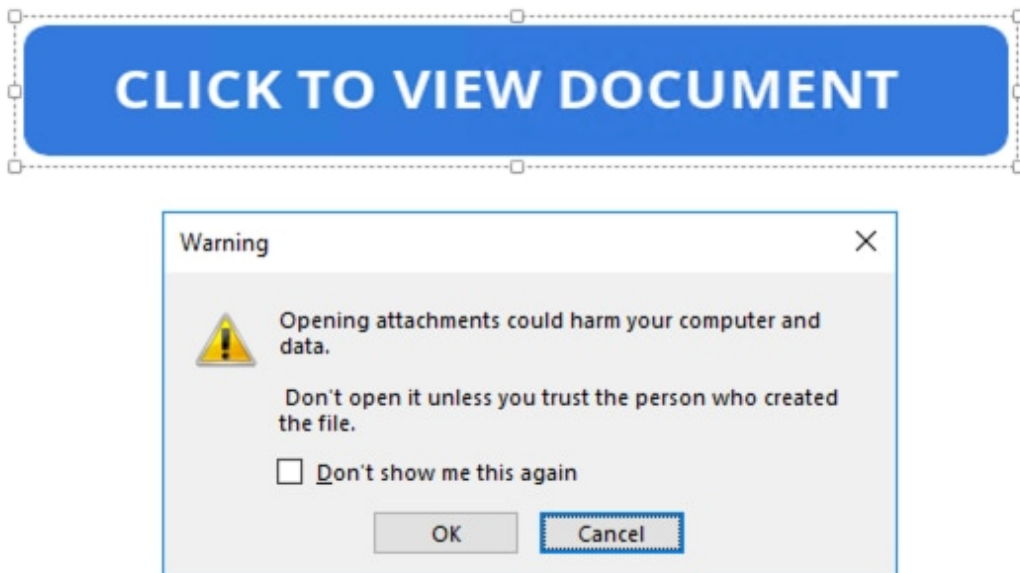 CLICK TO VIEW DOCUMENT
Warning
Opening attachments could harm your computer and
data.
Don't open it unless you trust the person who created
the file.
Don't show me this again
OK
Cancel